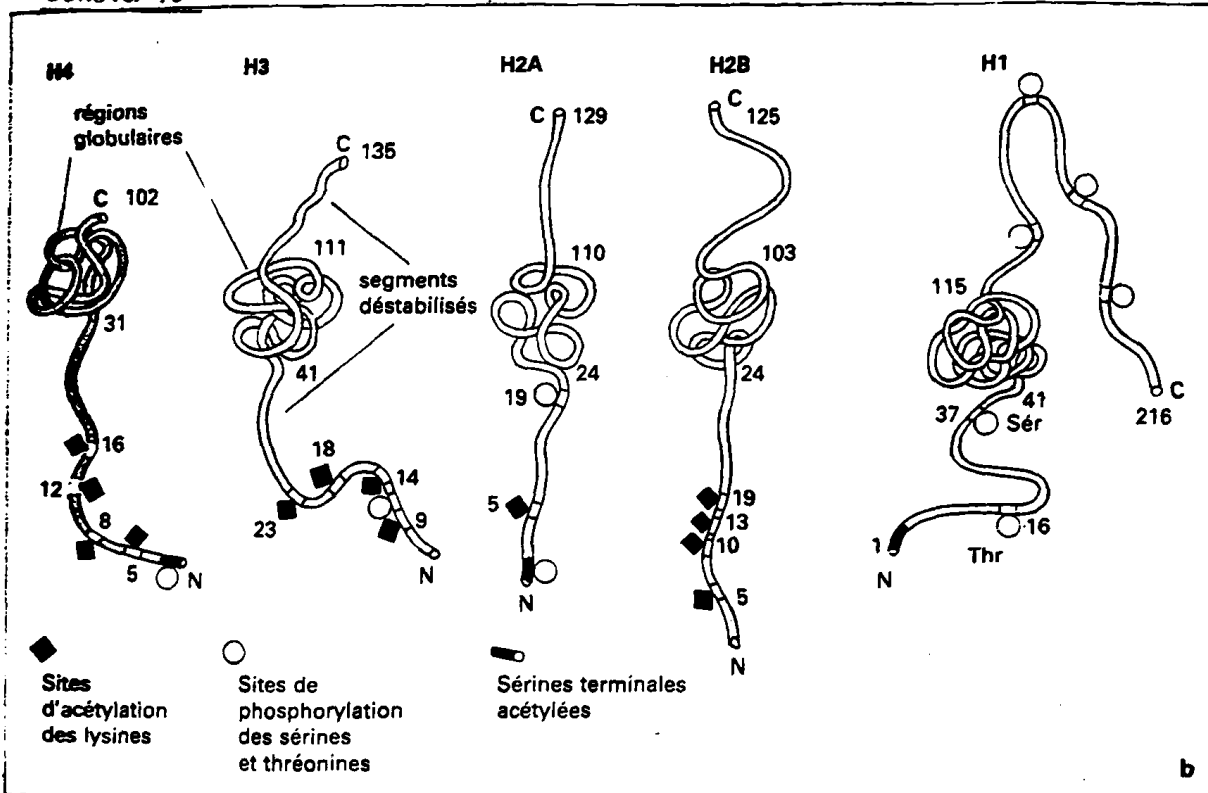 H4
H3
H2A
H2B
H1
régions
globulaires
C 102
31
16
12
8
5
N
C 135
111
segments
déstabilisés
41
18
14
23
9
N
C 129
110
24
19
5
N
C
125
103
24
19
13
10
5
N
115
37
41
Sér
C
216
16
Thr
1
N
Sites
d'acétylation
des lysines
Sites de
phosphorylation
des sérines
et thréonines
Sérines terminales
acétylées
b